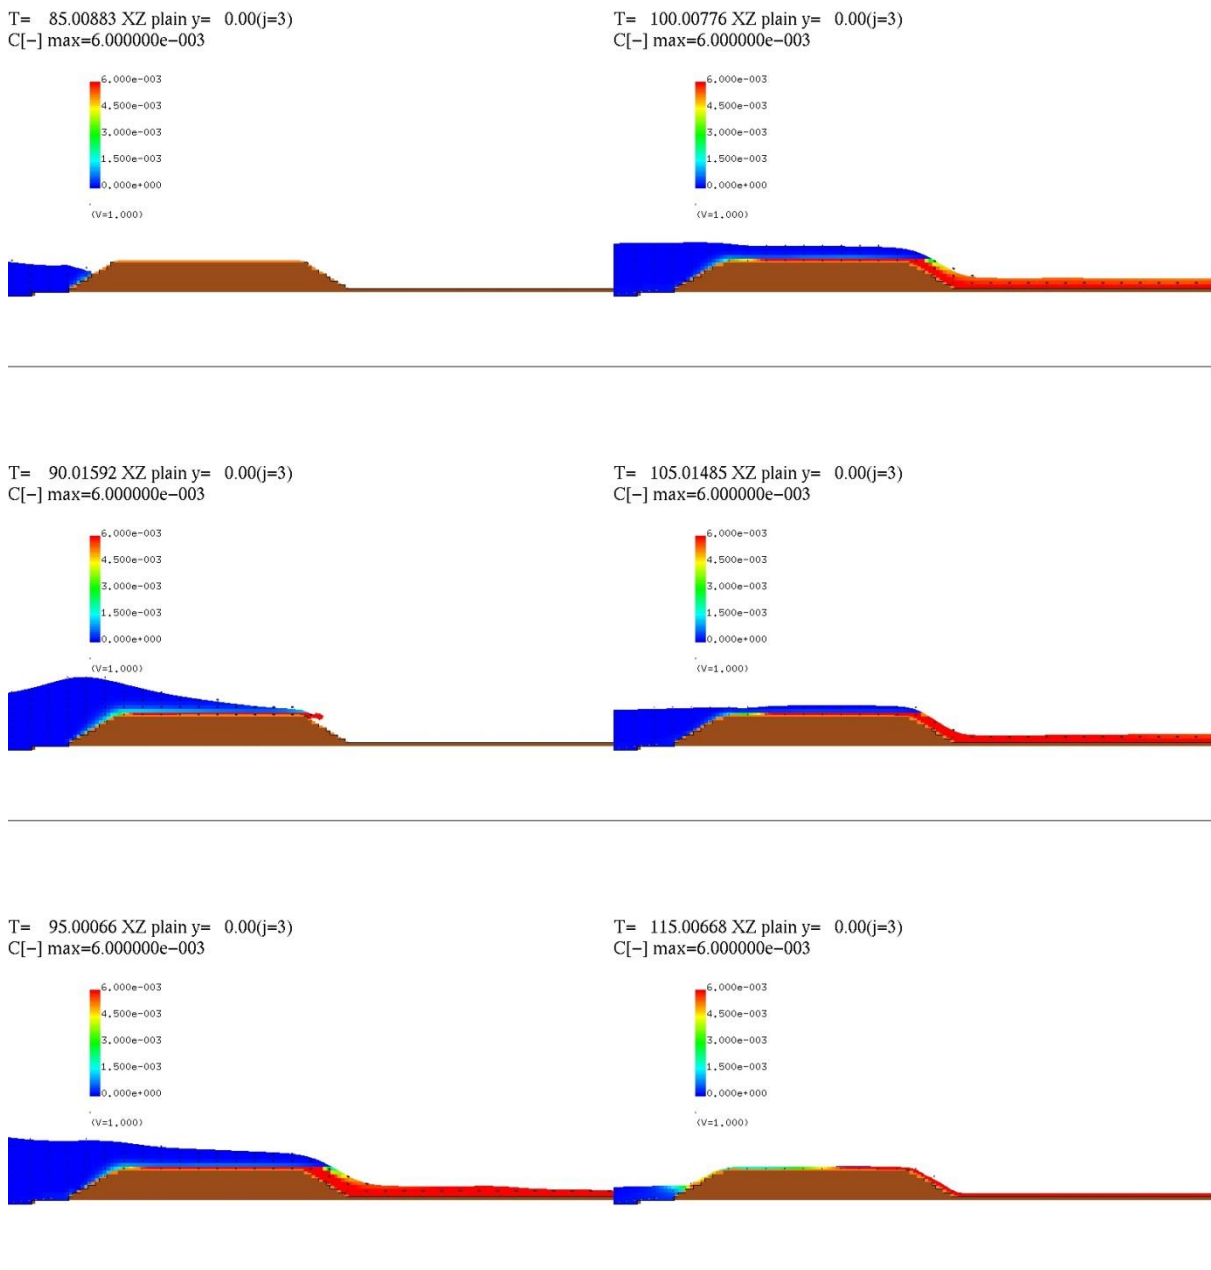 T= 85.00883 XZ plain y= 0.00(j=3)
C[−] max=6.000000e−003
6.000e-003
4.500e-003
3.000e-003
1.500e-003
0.000e+000
(V=1.000)
T= 100.00776 XZ plain y= 0.00(j=3)
C[−] max=6.000000e−003
6.000e-003
4.500e-003
3.000e-003
1.500e-003
0.000e+000
(V=1.000)
T= 90.01592 XZ plain y= 0.00(j=3)
C[−] max=6.000000e−003
6.000e-003
4.500e-003
3.000e-003
1.500e-003
0.000e+000
(V=1.000)
T= 105.01485 XZ plain y= 0.00(j=3)
C[−] max=6.000000e−003
6.000e-003
4.500e-003
3.000e-003
1.500e-003
0.000e+000
(V=1.000)
T= 95.00066 XZ plain y= 0.00(j=3)
C[−] max=6.000000e−003
6.000e-003
4.500e-003
3.000e-003
1.500e-003
0.000e+000
(V=1.000)
T= 115.00668 XZ plain y= 0.00(j=3)
C[−] max=6.000000e−003
6.000e-003
4.500e-003
3.000e-003
1.500e-003
0.000e+000
(V=1.000)